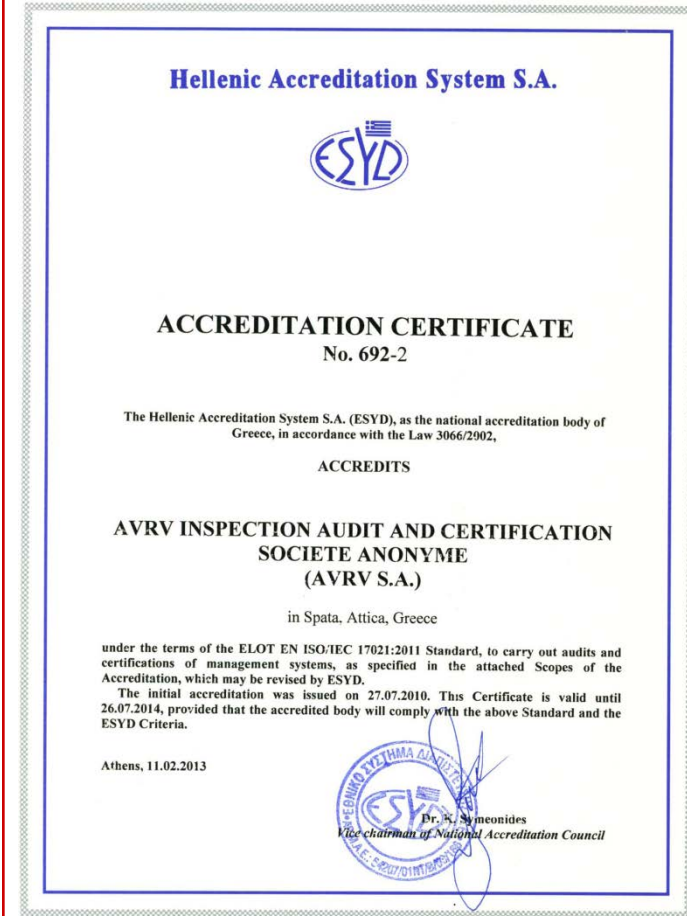 Hellenic Accreditation System S.A.
ESYD
ACCREDITATION CERTIFICATE
No. 692-2
The Hellenic Accreditation System S.A. (ESYD), as the national accreditation body of
Greece, in accordance with the Law 3066/2002,
ACCREDITS
AVRV INSPECTION AUDIT AND CERTIFICATION
SOCIETE ANONYME
(AVRV S.A.)
in Spata, Attica, Greece
under the terms of the ELOT EN ISO/IEC 17021:2011 Standard, to carry out audits and
certifications of management systems, as specified in the attached Scopes of the
Accreditation, which may be revised by ESYD.
The initial accreditation was issued on 27.07.2010. This Certificate is valid until
26.07.2014, provided that the accredited body will comply with the above Standard and the
ESYD Criteria.
Athens, 11.02.2013
ΕΘΝΙΚΟ ΣΥΣΤΗΜΑ
ESYD
Dr. K. Symeonides
Vice chairman of National Accreditation Council